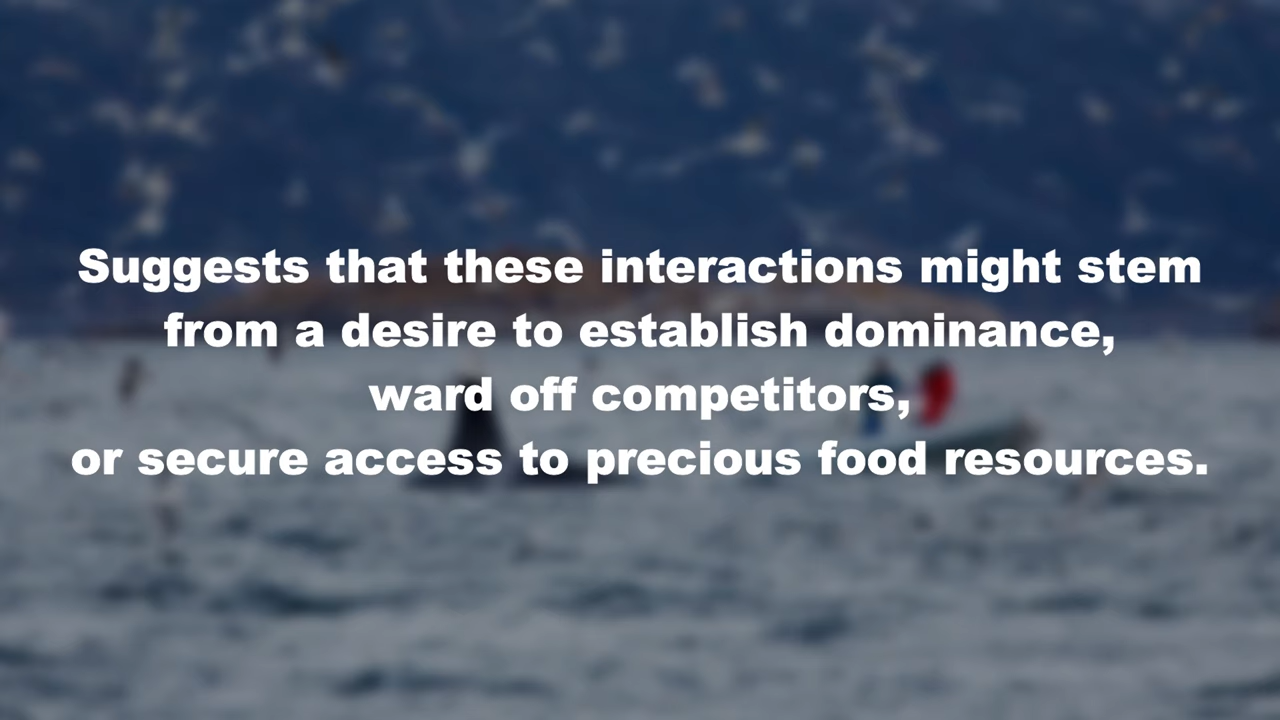 Suggests that these interactions might stem
from a desire to establish dominance,
ward off competitors,
or secure access to precious food resources.